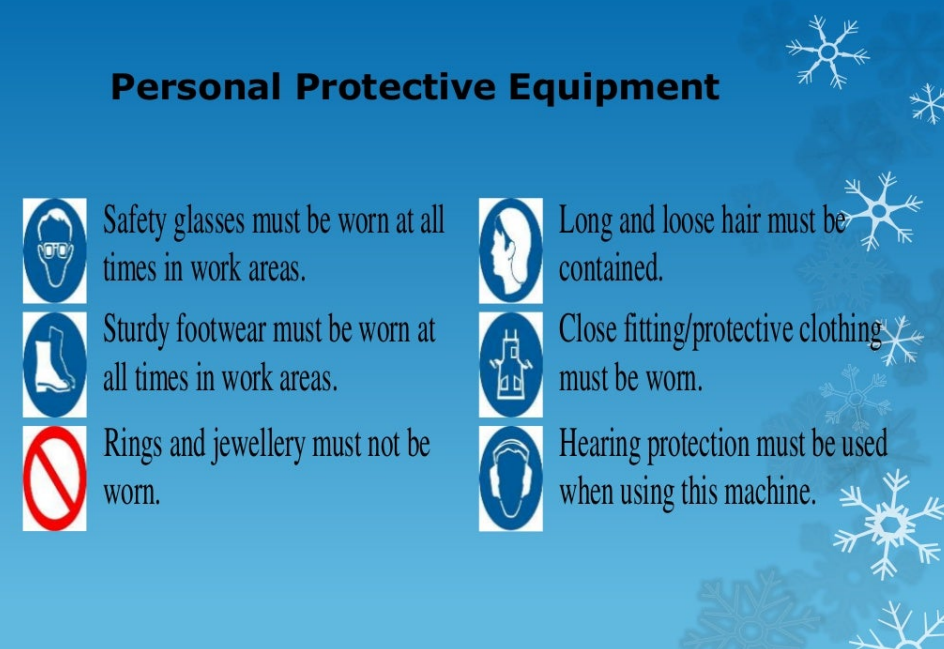 Personal Protective Equipment
Safety glasses must be worn at all
times in work areas.
Sturdy footwear must be worn at
all times in work areas.
Rings and jewellery must not be
worn.
Long and loose hair must be
contained.
Close fitting/protective clothing
must be worn.
Hearing protection must be used
when using this machine.